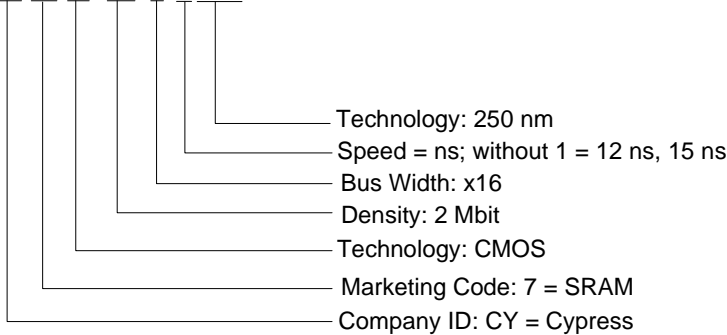 Technology: 250 nm
Speed = ns; without 1 = 12 ns, 15 ns
Bus Width: x16
Density: 2 Mbit
Technology: CMOS
Marketing Code: 7 = SRAM
Company ID: CY = Cypress